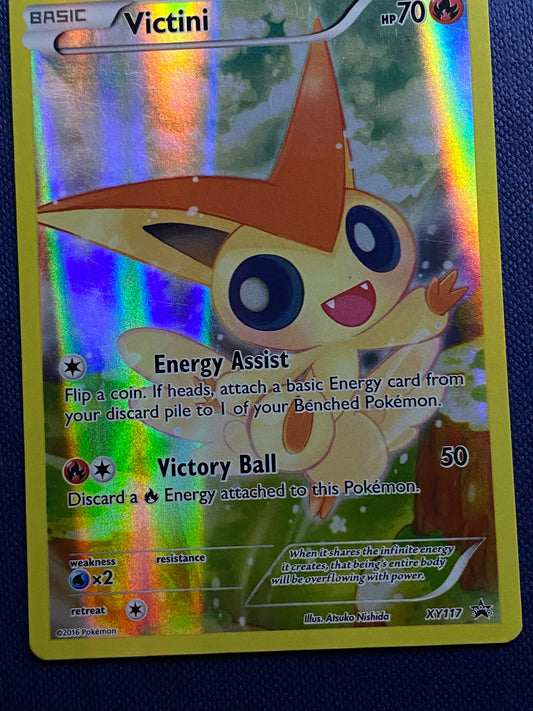 BASIC
Victini
HP70
Energy Assist
Flip a coin. If heads, attach a basic Energy card from
your discard pile to 1 of your Benched Pokémon.
Victory Ball 50
Discard a Energy attached to this Pokémon.
weakness resistance
×2
retreat
When it shares the infinite energy
it creates, that being's entire body
will be overflowing with power.
Illus. Atsuko Nishida
©2016 Pokémon
XY117
PROMO